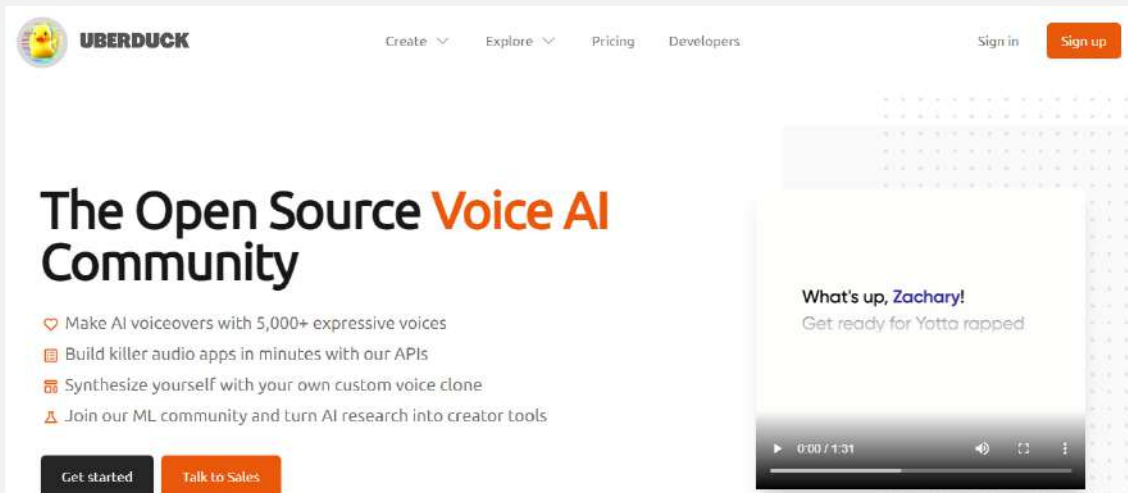 UBERDUCK
Create Explore Pricing Developers Sign in Sign up
The Open Source Voice AI
Community
Make AI voiceovers with 5,000+ expressive voices
Build killer audio apps in minutes with our APIs
Synthesize yourself with your own custom voice clone
Join our ML community and turn AI research into creator tools
Get started Talk to Sales
What's up, Zachary!
Get ready for Yotta rapped
0:00 / 1:31